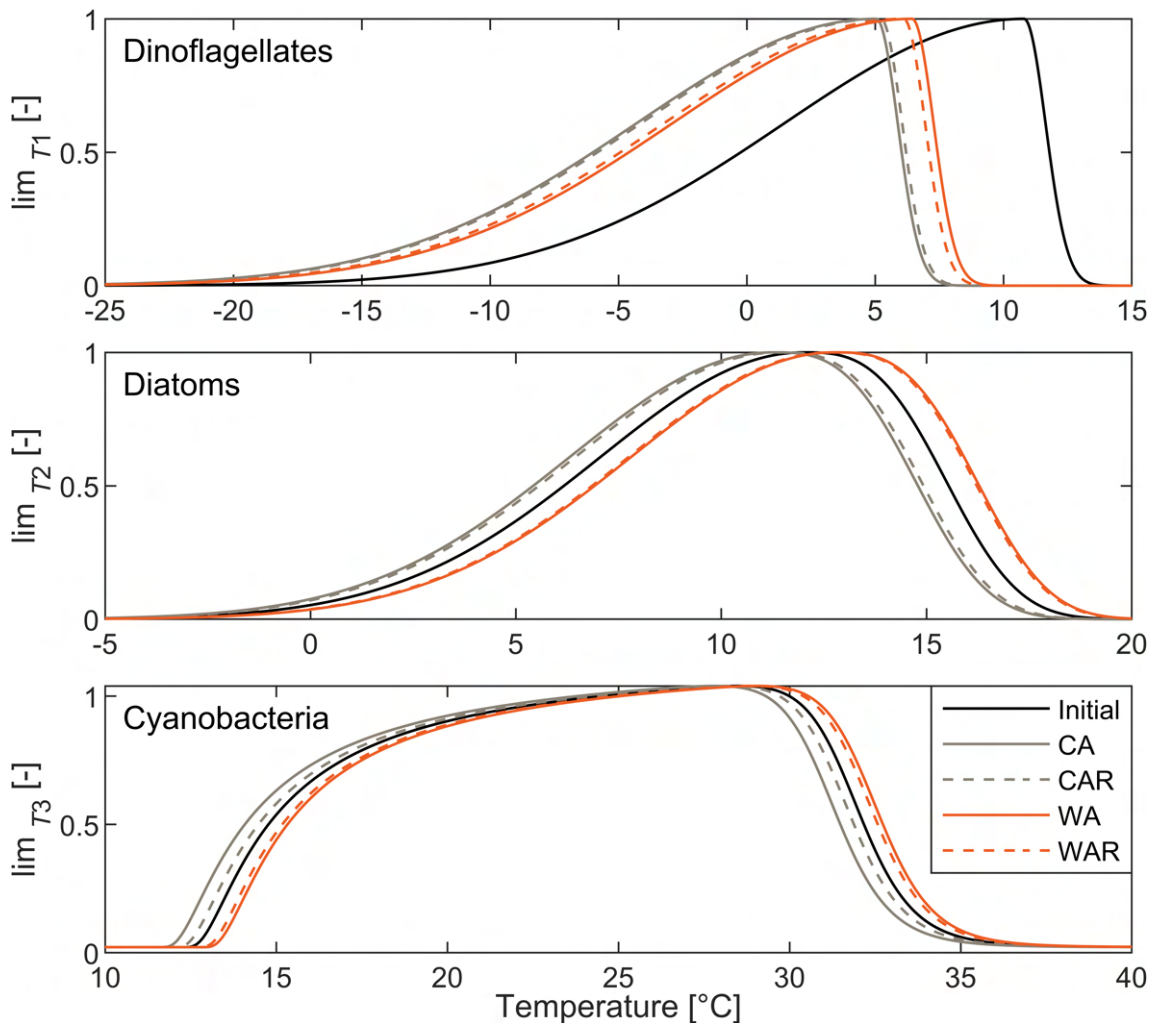 1
Dinoflagellates
0.5
lim T1 [-]
0
-25 -20 -15 -10 -5 0 5 10 15
1
Diatoms
0.5
lim T2 [-]
0
-5 0 5 10 15 20
1
Cyanobacteria
0.5
lim T3 [-]
0
Initial
CA
CAR
WA
WAR
10 15 20 25 30 35 40
Temperature [°C]